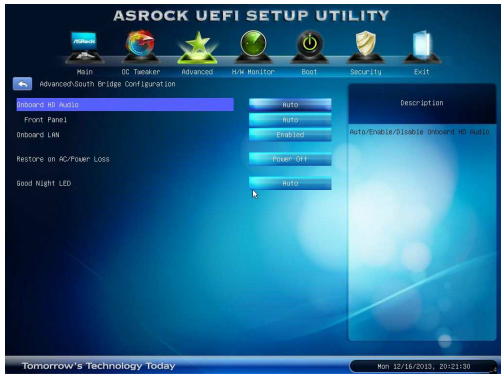 ASROCK UEFI SETUP UTILITY
ASRock
Main OC Tweaker Advanced H/W Monitor Boot Security Exit
Advanced\South Bridge Configuration
Onboard HD Audio Auto
Front Panel Auto
Onboard LAN Enabled
Restore on AC/Power Loss Power Off
Good Night LED Auto
Description
Auto/Enable/Disable Onboard HD Audio
Tomorrow's Technology Today
Mon 12/16/2013, 20:21:30